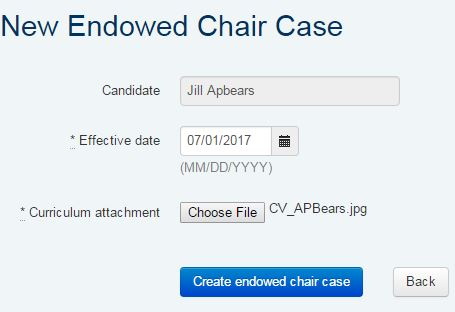 New Endowed Chair Case
Candidate Jill Apbears
* Effective date 07/01/2017
(MM/DD/YYYY)
* Curriculum attachment Choose File CV_APBears.jpg
Create endowed chair case Back